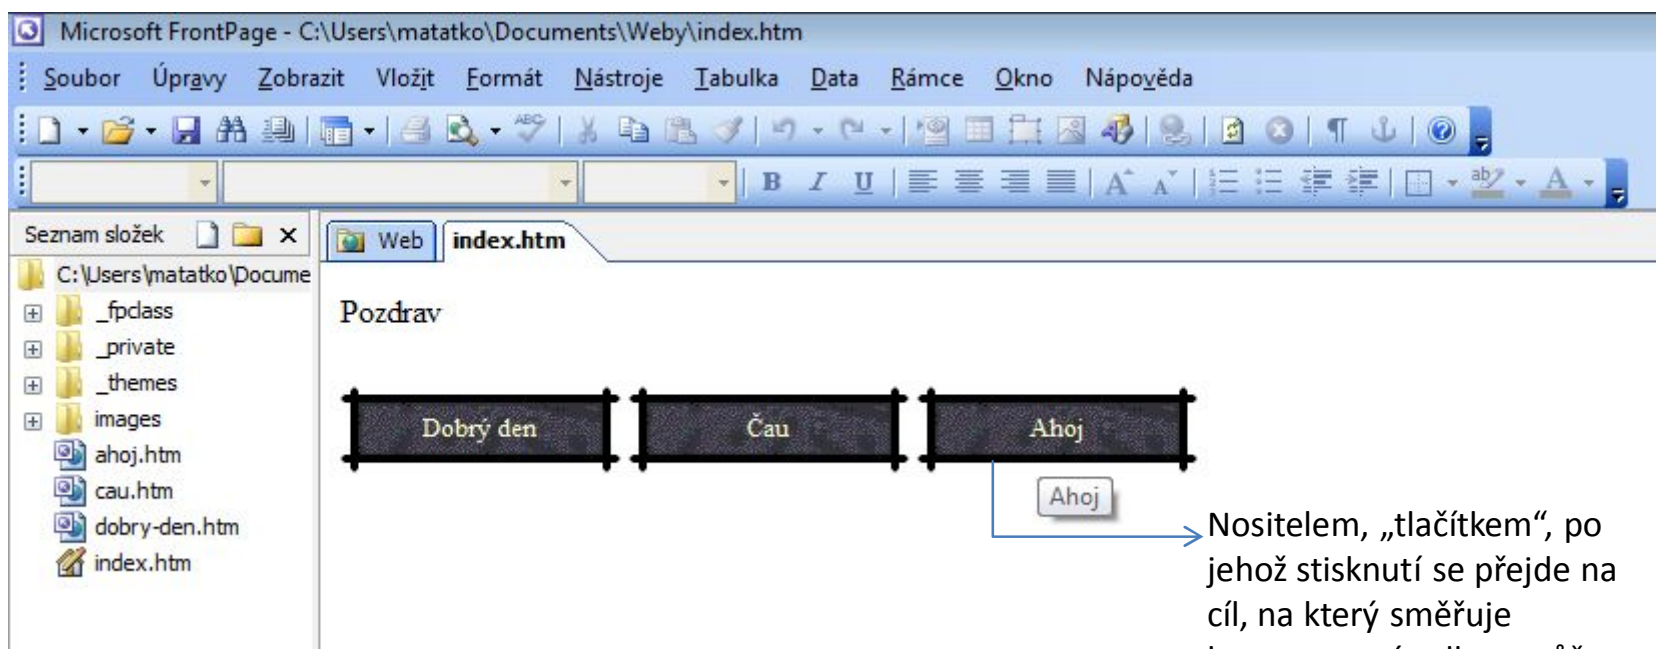 Microsoft FrontPage - C:\Users\matatko\Documents\Weby\index.htm
Soubor Úpravy Zobrazit Vložit Formát Nástroje Tabulka Data Rámce Okno Nápověda
ABC
B I U A A ab A
Seznam složek
Web index.htm
C:\Users\matatko\Docume
_fpclass
_private
_themes
images
ahoj.htm
cau.htm
dobry-den.htm
index.htm
Pozdrav
Dobrý den Čau Ahoj
Ahoj
Nositelem, „tlačítkem“, po
jehož stisknutí se přejde na
cíl, na který směřuje